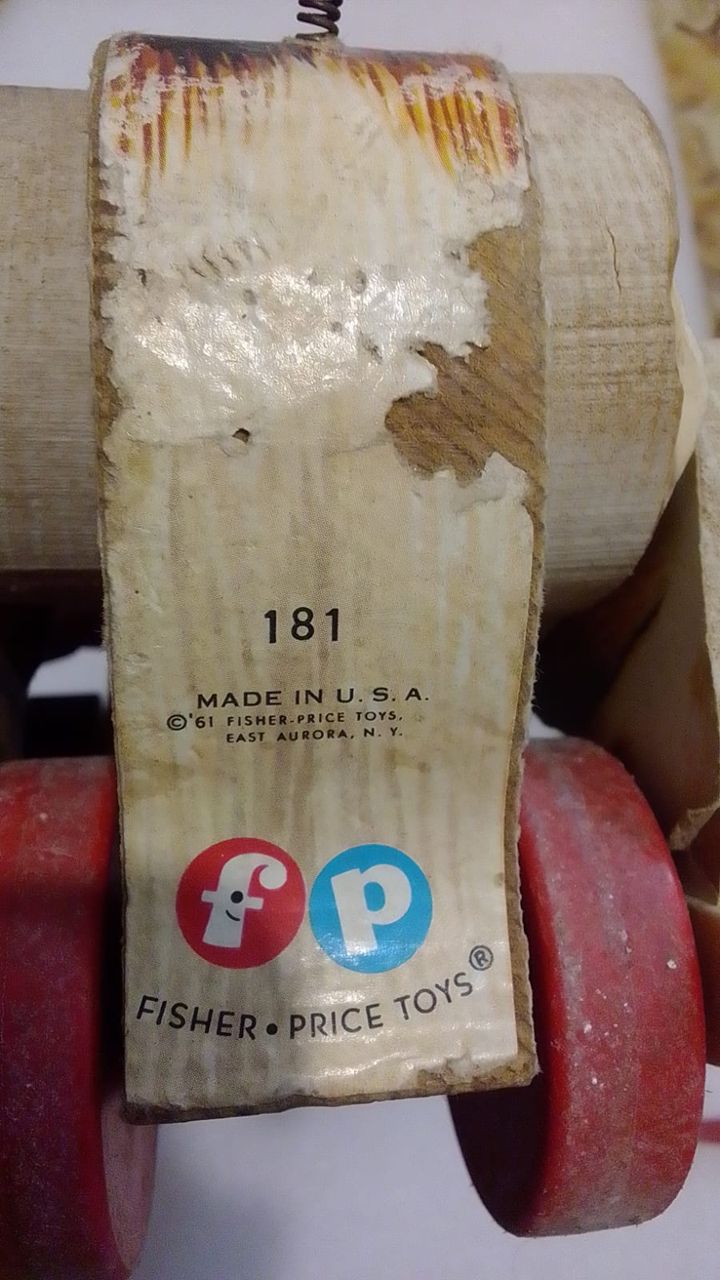 181
MADE IN U. S. A.
©'61 FISHER-PRICE TOYS,
EAST AURORA, N. Y.
fp
FISHER • PRICE TOYS®